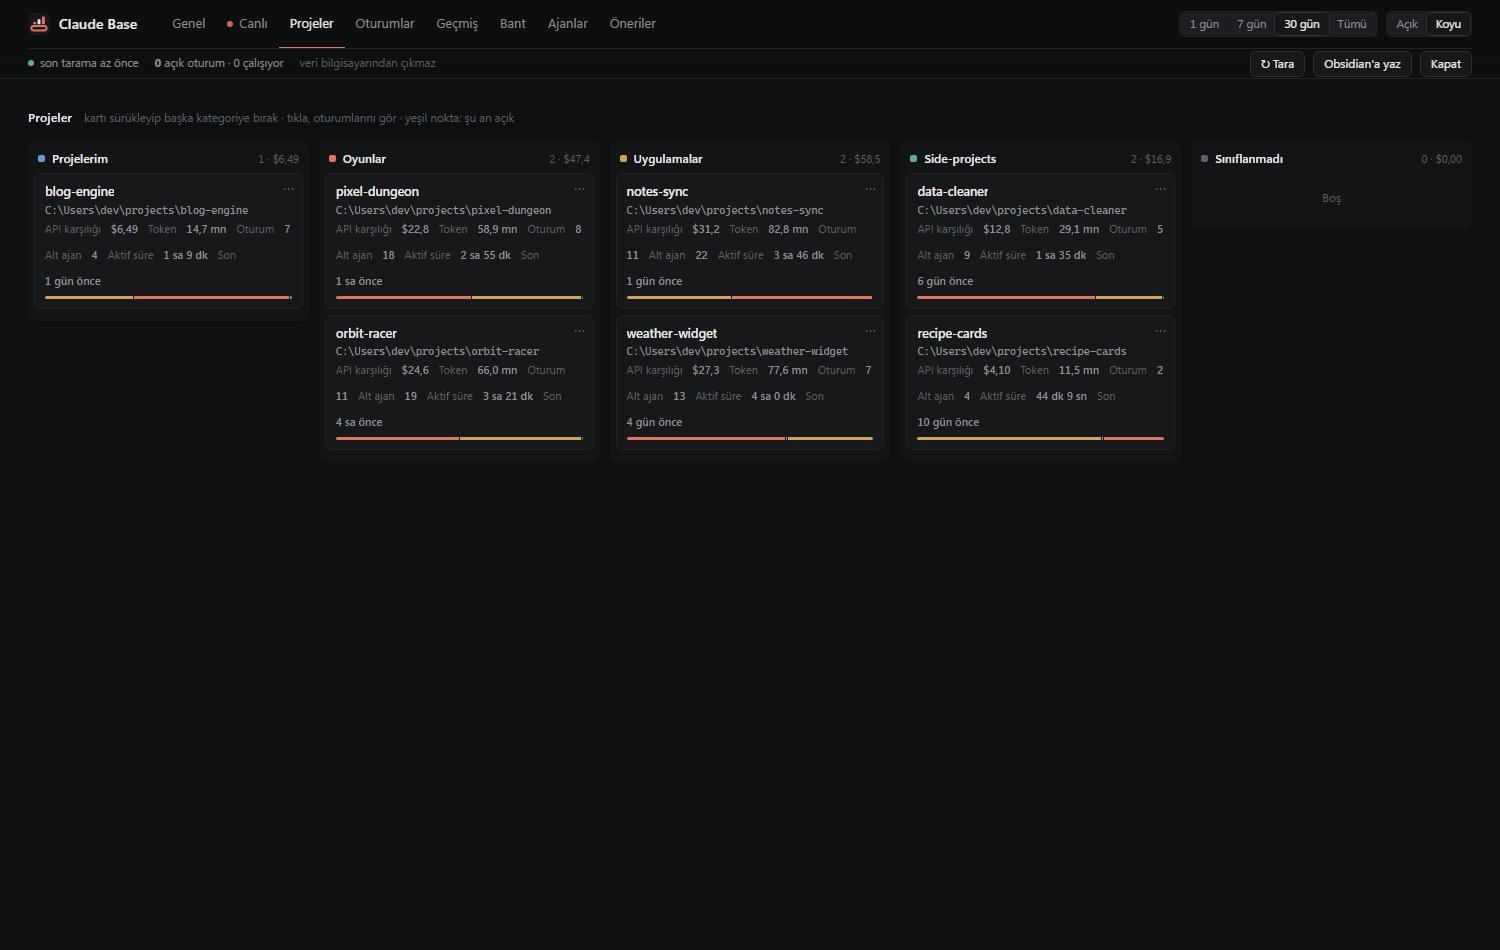 Claude Base Genel Canlı Projeler Oturumlar Geçmiş Bant Ajanlar Öneriler 1 gün 7 gün 30 gün Tümü Açık Koyu
son tarama az önce 0 açık oturum · 0 çalışıyor veri bilgisayarından çıkmaz ↻ Tara Obsidian'a yaz Kapat
Projeler kartı sürükleyip başka kategoriye bırak · tıkla, oturumlarını gör · yeşil nokta: şu an açık
Projelerim 1 · $6,49
blog-engine ...
C:\Users\dev\projects\blog-engine
API karşılığı $6,49 Token 14,7 mn Oturum 7
Alt ajan 4 Aktif süre 1 sa 9 dk Son
1 gün önce
Oyunlar 2 · $47,4
pixel-dungeon ...
C:\Users\dev\projects\pixel-dungeon
API karşılığı $22,8 Token 58,9 mn Oturum 8
Alt ajan 18 Aktif süre 2 sa 55 dk Son
1 sa önce
orbit-racer ...
C:\Users\dev\projects\orbit-racer
API karşılığı $24,6 Token 66,0 mn Oturum
11 Alt ajan 19 Aktif süre 3 sa 21 dk Son
4 sa önce
Uygulamalar 2 · $58,5
notes-sync ...
C:\Users\dev\projects\notes-sync
API karşılığı $31,2 Token 82,8 mn Oturum
11 Alt ajan 22 Aktif süre 3 sa 46 dk Son
1 gün önce
weather-widget ...
C:\Users\dev\projects\weather-widget
API karşılığı $27,3 Token 77,6 mn Oturum 7
Alt ajan 13 Aktif süre 4 sa 0 dk Son
4 gün önce
Side-projects 2 · $16,9
data-cleaner ...
C:\Users\dev\projects\data-cleaner
API karşılığı $12,8 Token 29,1 mn Oturum 5
Alt ajan 9 Aktif süre 1 sa 35 dk Son
6 gün önce
recipe-cards ...
C:\Users\dev\projects\recipe-cards
API karşılığı $4,10 Token 11,5 mn Oturum 2
Alt ajan 4 Aktif süre 44 dk 9 sn Son
10 gün önce
Sınıflanmadı 0 · $0,00
Boş